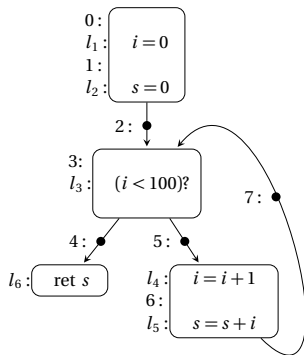 0:
l₁: i = 0
1:
l₂: s = 0
2:
3:
l₃: (i < 100)?
7:
4: 5:
l₆: ret s
l₄: i = i + 1
6:
l₅: s = s + i